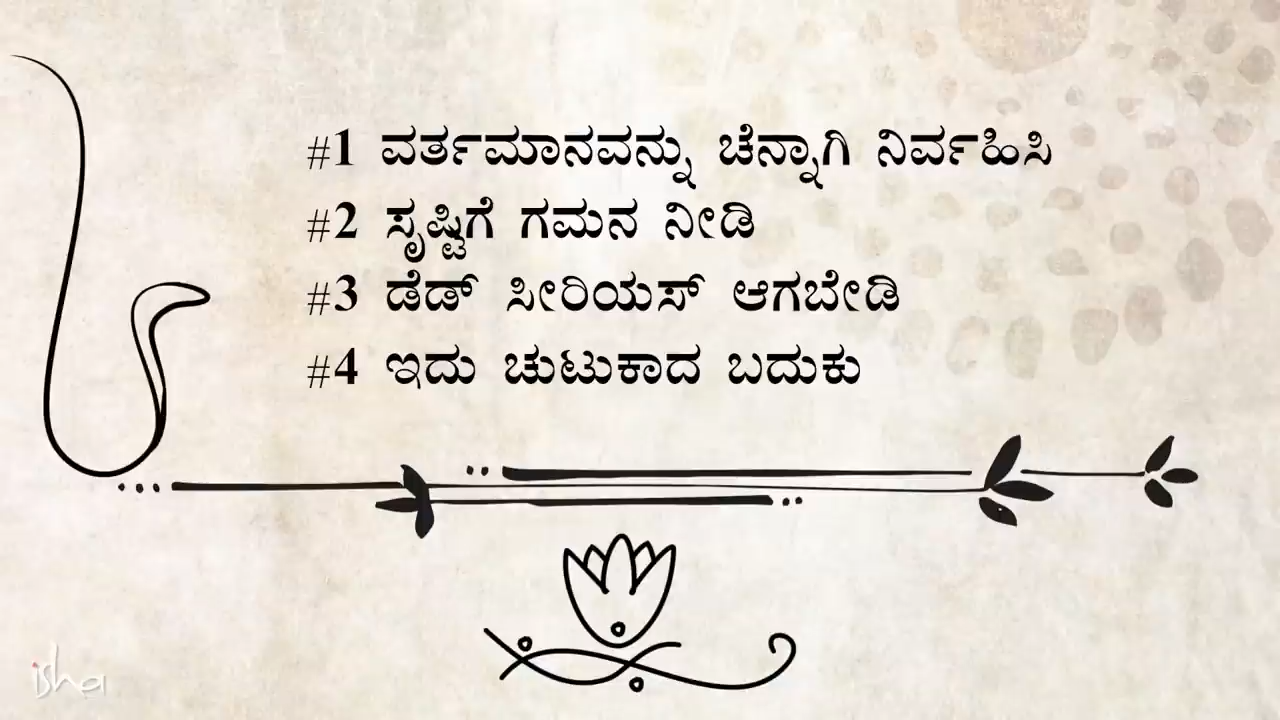 #1 ವರ್ತಮಾನವನ್ನು ಚೆನ್ನಾಗಿ ನಿರ್ವಹಿಸಿ
#2 ಸೃಷ್ಟಿಗೆ ಗಮನ ನೀಡಿ
#3 ಡೆಡ್ ಸೀರಿಯಸ್ ಆಗಬೇಡಿ
#4 ಇದು ಚುಟುಕಾದ ಬದುಕು
isha